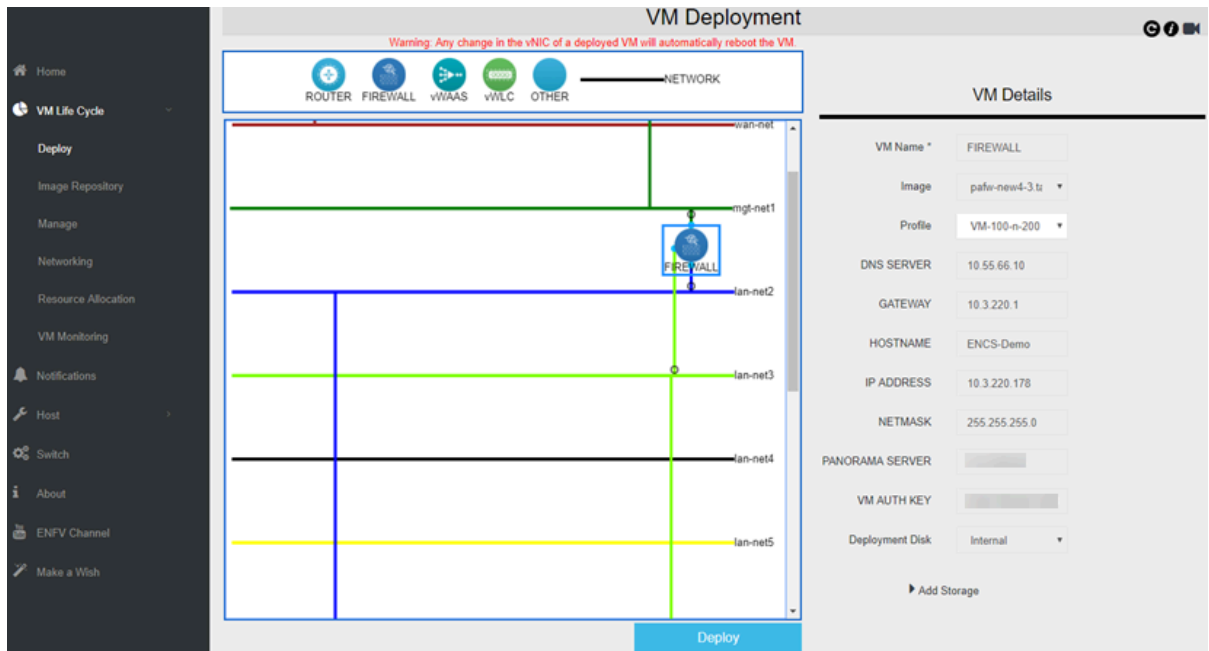 VM Deployment
Warning: Any change in the vNIC of a deployed VM will automatically reboot the VM.
Home
VM Life Cycle
Deploy
Image Repository
Manage
Networking
Resource Allocation
VM Monitoring
Notifications
Host
Switch
About
ENFV Channel
Make a Wish
ROUTER FIREWALL vWAAS vWLC OTHER NETWORK
wan-net
mgt-net1
FIREWALL
lan-net2
lan-net3
lan-net4
lan-net5
Deploy
VM Details
VM Name * FIREWALL
Image pafw-new4-3.ta
Profile VM-100-n-200
DNS SERVER 10.55.66.10
GATEWAY 10.3.220.1
HOSTNAME ENCS-Demo
IP ADDRESS 10.3.220.178
NETMASK 255.255.255.0
PANORAMA SERVER
VM AUTH KEY
Deployment Disk Internal
Add Storage